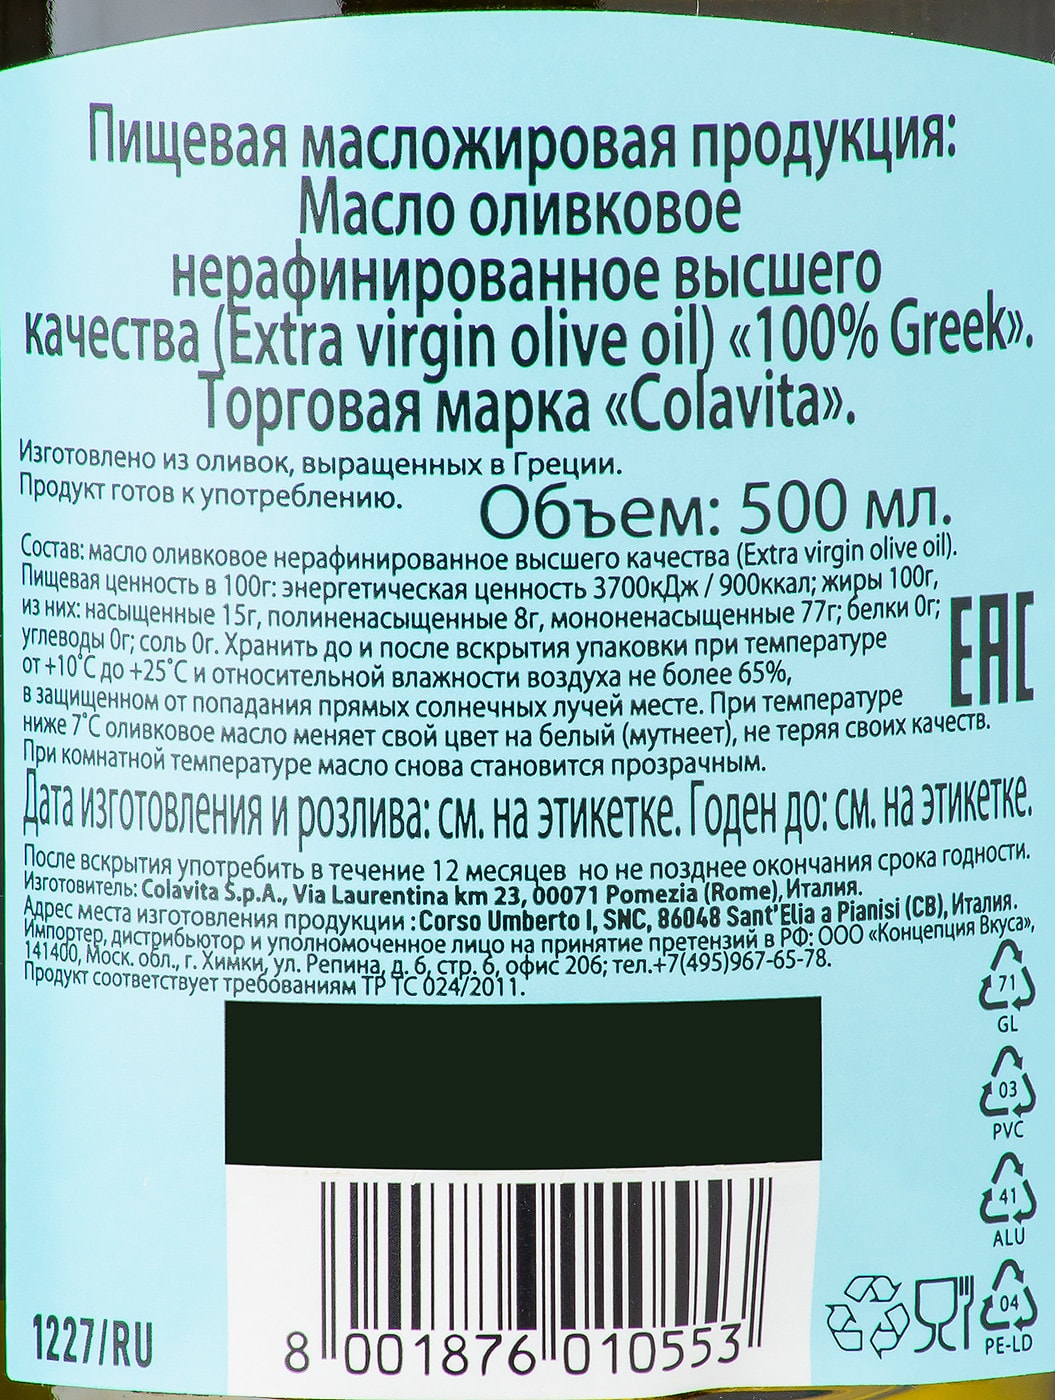 Пищевая масложировая продукция:
Масло оливковое
нерафинированное высшего
качества (Extra virgin olive oil) «100% Greek».
Торговая марка «Colavita».
Изготовлено из оливок, выращенных в Греции.
Продукт готов к употреблению.
Объем: 500 мл.
Состав: масло оливковое нерафинированное высшего качества (Extra virgin olive oil).
Пищевая ценность в 100г: энергетическая ценность 3700кДж / 900ккал; жиры 100г,
из них: насыщенные 15г, полиненасыщенные 8г, мононенасыщенные 77г; белки 0г;
углеводы 0г; соль 0г. Хранить до и после вскрытия упаковки при температуре
от +10˚С до +25˚С и относительной влажности воздуха не более 65%,
в защищенном от попадания прямых солнечных лучей месте. При температуре
ниже 7˚С оливковое масло меняет свой цвет на белый (мутнеет), не теряя своих качеств.
При комнатной температуре масло снова становится прозрачным.
EAC
Дата изготовления и розлива: см. на этикетке. Годен до: см. на этикетке.
После вскрытия употребить в течение 12 месяцев но не позднее окончания срока годности.
Изготовитель: Colavita S.p.A., Via Laurentina km 23, 00071 Pomezia (Rome), Италия.
Адрес места изготовления продукции : Corso Umberto I, SNC, 86048 Sant'Elia a Pianisi (CB), Италия.
Импортер, дистрибьютор и уполномоченное лицо на принятие претензий в РФ: ООО «Концепция Вкуса»,
141400, Моск. обл., г. Химки, ул. Репина, д. 6, стр. 6, офис 206; тел.+7(495)967-65-78.
Продукт соответствует требованиям ТР ТС 024/2011.
71
GL
03
PVC
41
ALU
04
PE-LD
1227/RU
8 001876 010553